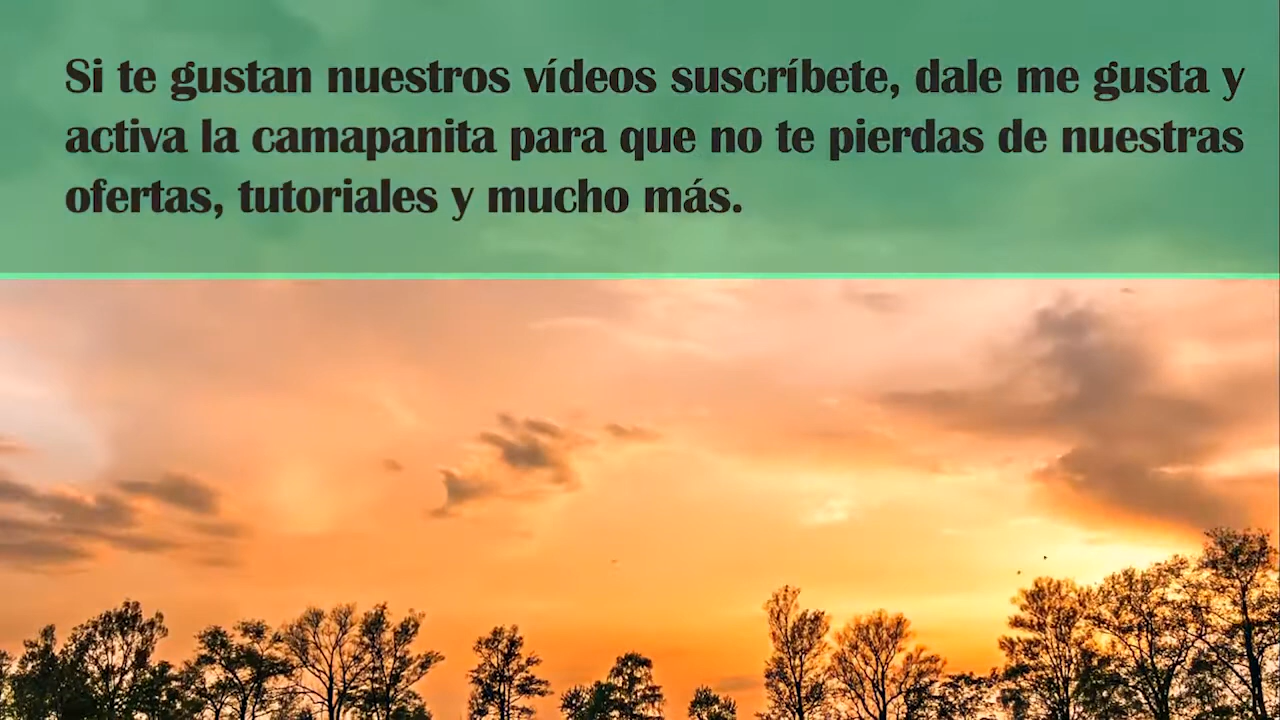 Si te gustan nuestros vídeos suscríbete, dale me gusta y
activa la camapanita para que no te pierdas de nuestras
ofertas, tutoriales y mucho más.